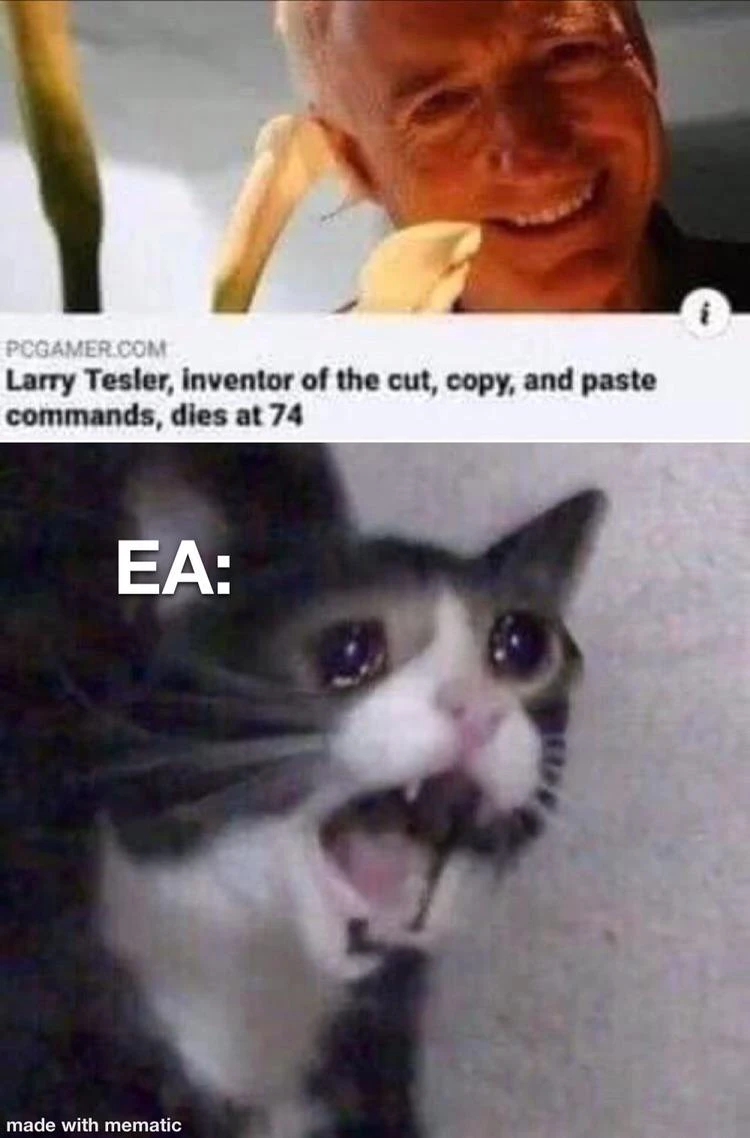 i
PCGAMER.COM
Larry Tesler, inventor of the cut, copy, and paste
commands, dies at 74
EA:
made with mematic